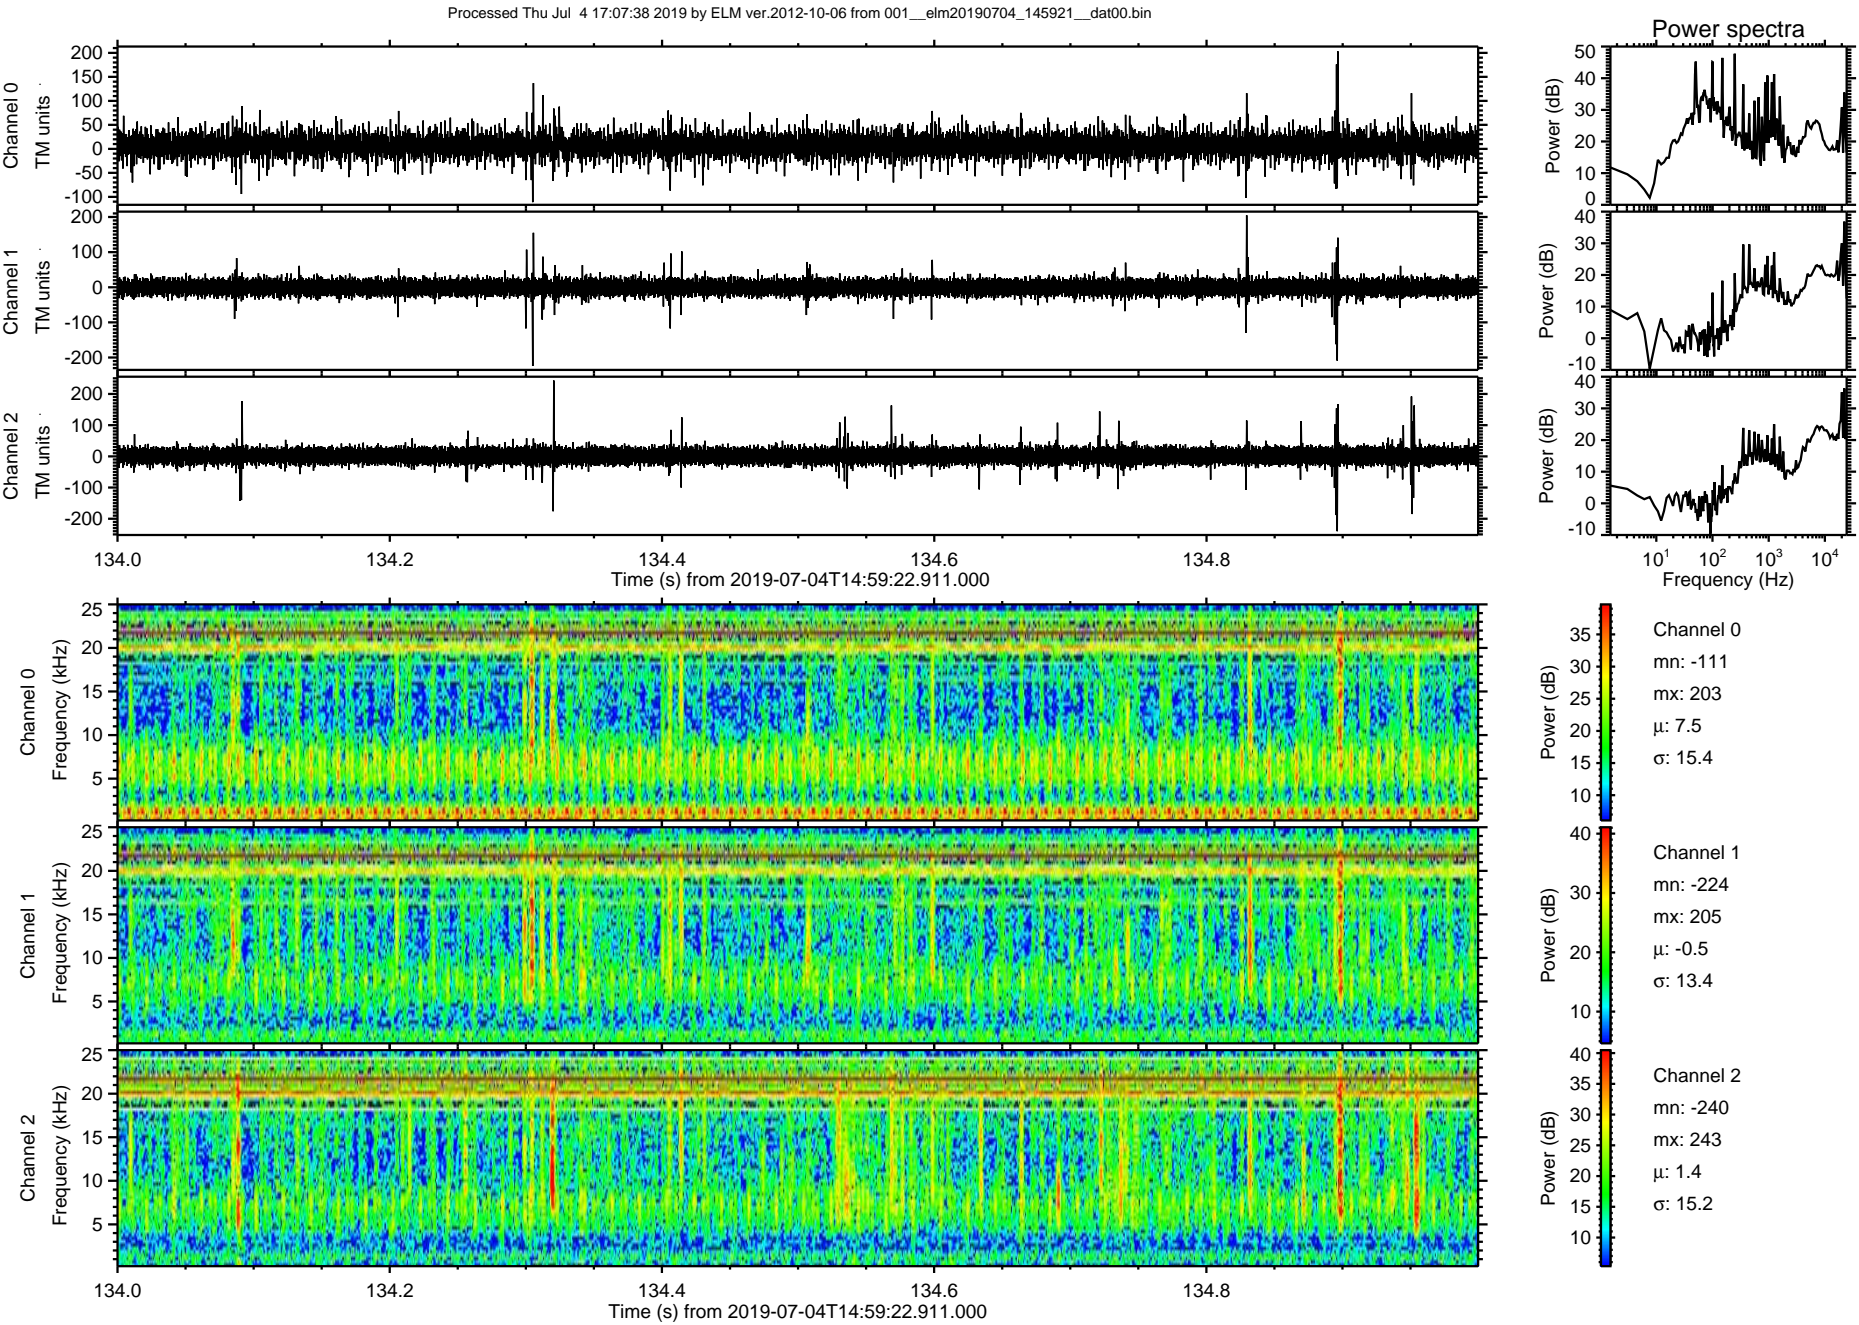 Processed Thu Jul  4 17:07:38 2019 by ELM ver.2012-10-06 from 001__elm20190704_145921__dat00.bin
Power spectra
Channel 0
TM units
200
150
100
50
0
-50
-100
Power (dB)
50
40
30
20
10
0
Channel 1
TM units
200
100
0
-100
-200
Power (dB)
40
30
20
10
0
-10
Channel 2
TM units
200
100
0
-100
-200
Power (dB)
40
30
20
10
0
-10
134.0 134.2 134.4 134.6 134.8
Time (s) from 2019-07-04T14:59:22.911.000
10^1 10^2 10^3 10^4
Frequency (Hz)
Channel 0
Frequency (kHz)
25
20
15
10
5
Power (dB)
35
30
25
20
15
10
Channel 0
mn: -111
mx: 203
μ: 7.5
σ: 15.4
Channel 1
Frequency (kHz)
25
20
15
10
5
Power (dB)
40
30
20
10
Channel 1
mn: -224
mx: 205
μ: -0.5
σ: 13.4
Channel 2
Frequency (kHz)
25
20
15
10
5
Power (dB)
40
35
30
25
20
15
10
Channel 2
mn: -240
mx: 243
μ: 1.4
σ: 15.2
134.0 134.2 134.4 134.6 134.8
Time (s) from 2019-07-04T14:59:22.911.000